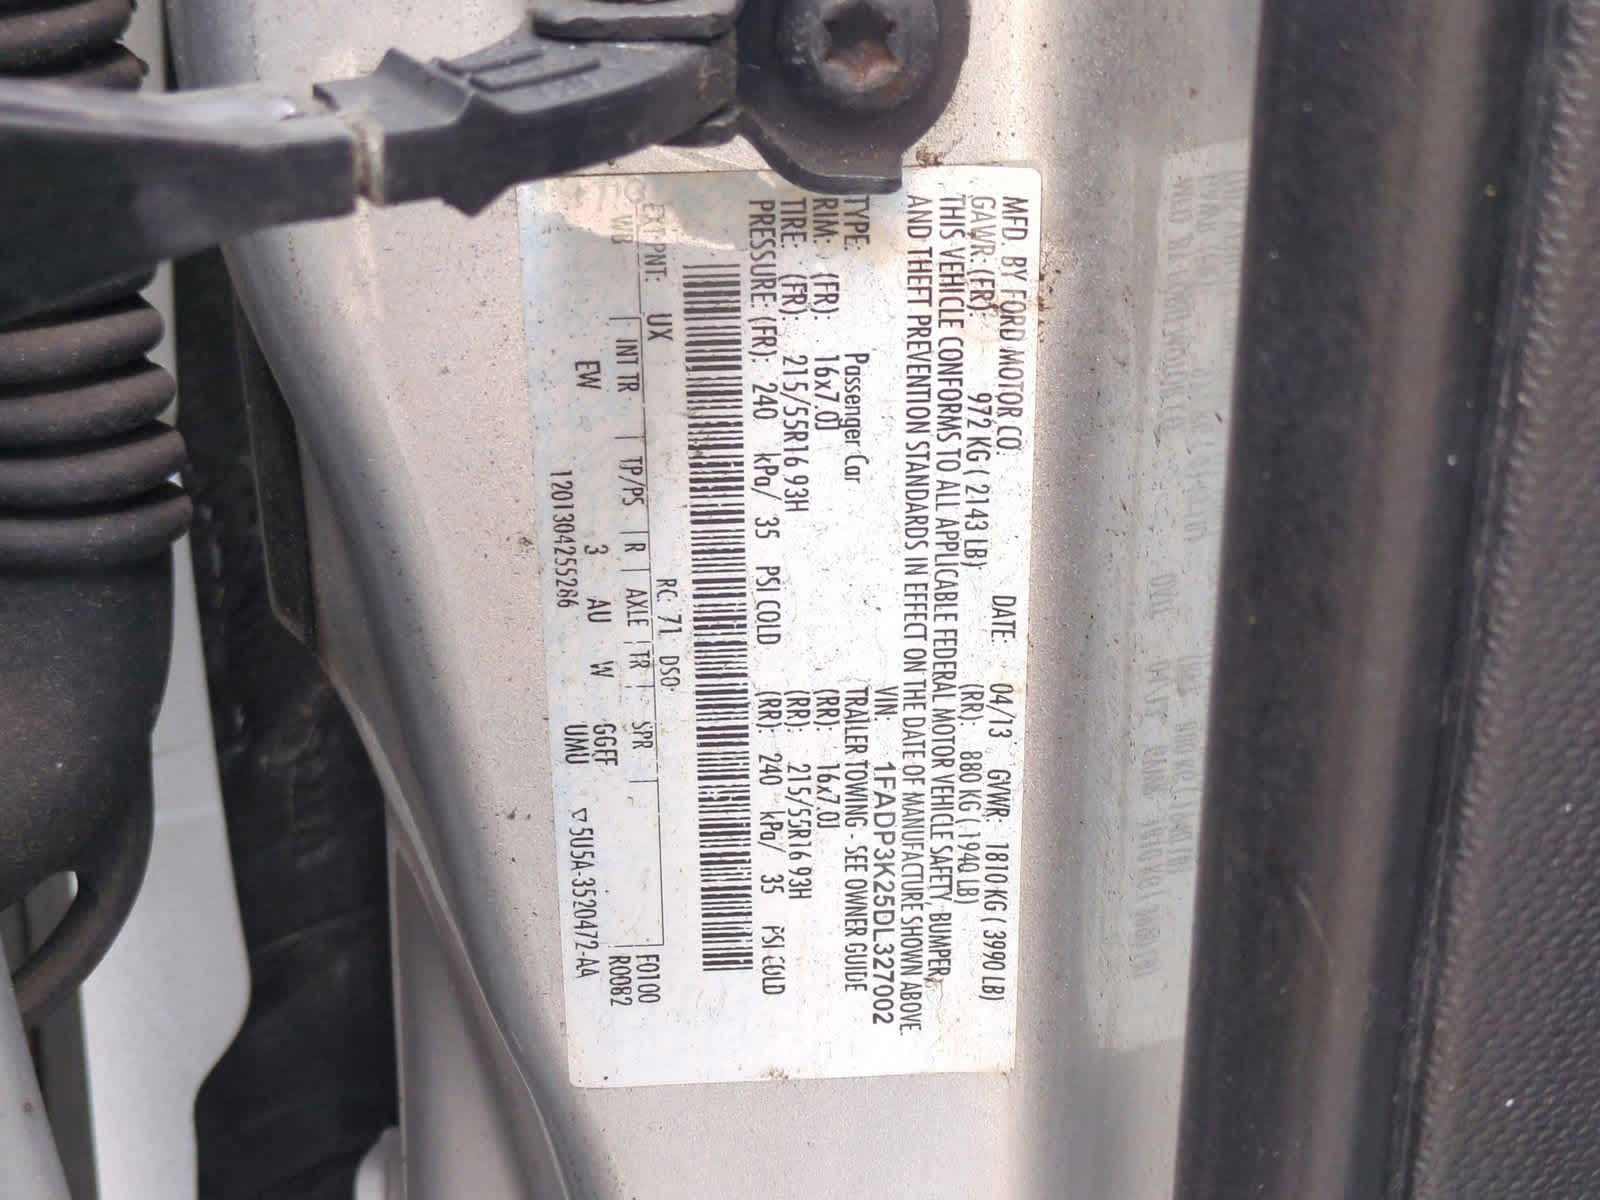 MFD. BY FORD MOTOR CO. DATE: 04/13 GVWR: 1810 KG ( 3990 LB)
GAWR: (FR): 972 KG ( 2143 LB) (RR): 880 KG ( 1940 LB)
THIS VEHICLE CONFORMS TO ALL APPLICABLE FEDERAL MOTOR VEHICLE SAFETY, BUMPER,
AND THEFT PREVENTION STANDARDS IN EFFECT ON THE DATE OF MANUFACTURE SHOWN ABOVE.
VIN: 1FADP3K25DL327002
TYPE: Passenger Car TRAILER TOWING - SEE OWNER GUIDE
RIM: (FR): 16x7.0J (RR): 16x7.0J
TIRE: (FR): 215/55R16 93H (RR): 215/55R16 93H
PRESSURE: (FR): 240 kPa/ 35 PSI COLD (RR): 240 kPa/ 35 PSI COLD
EXT PNT: UX RC: 71 DSO: F0100
WB INT TR TP/PS R AXLE TR SPR R0082
EW 3 AU W GGFF
1201304255286 UMU ▽5U5A-3520472-AA